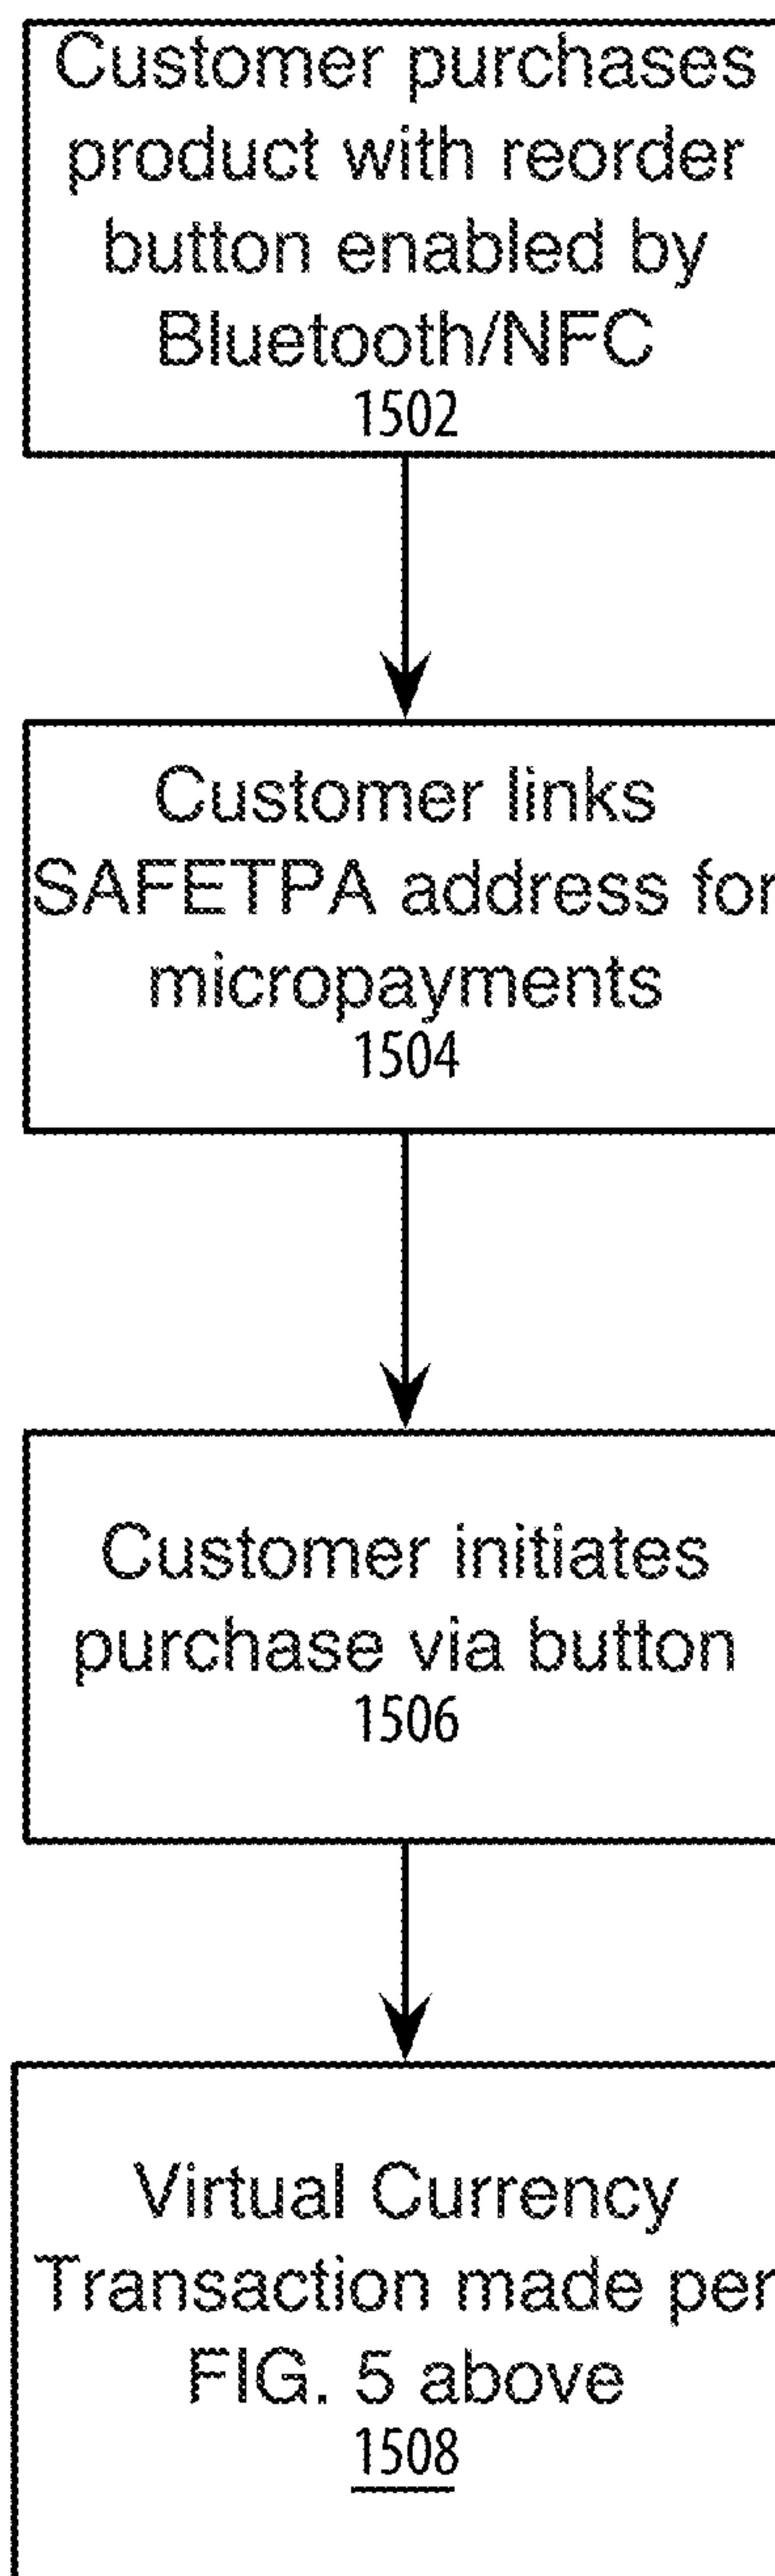 Customer purchases
product with reorder
button enabled by
Bluetooth/NFC
1502
Customer links
SAFETPA address for
micropayments
1504
Customer initiates
purchase via button
1506
Virtual Currency
Transaction made per
FIG. 5 above
1508